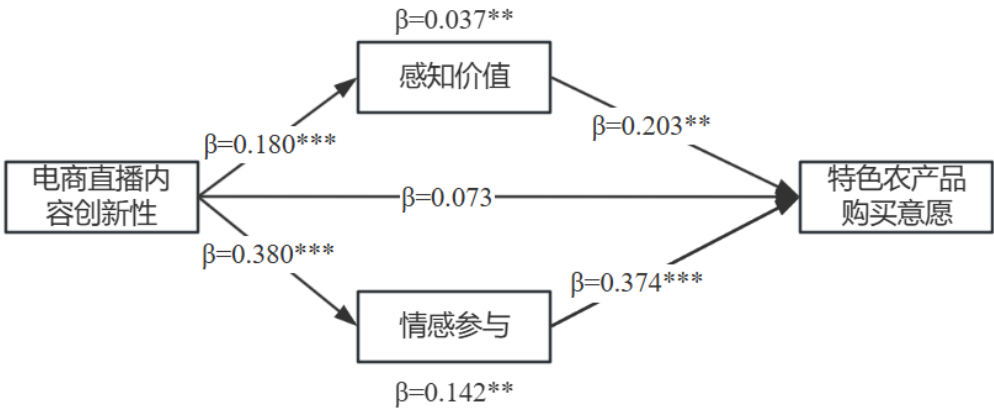 β=0.037**
感知价值
β=0.203**
β=0.180***
电商直播内
容创新性
β=0.073
特色农产品
购买意愿
β=0.380***
β=0.374***
情感参与
β=0.142**